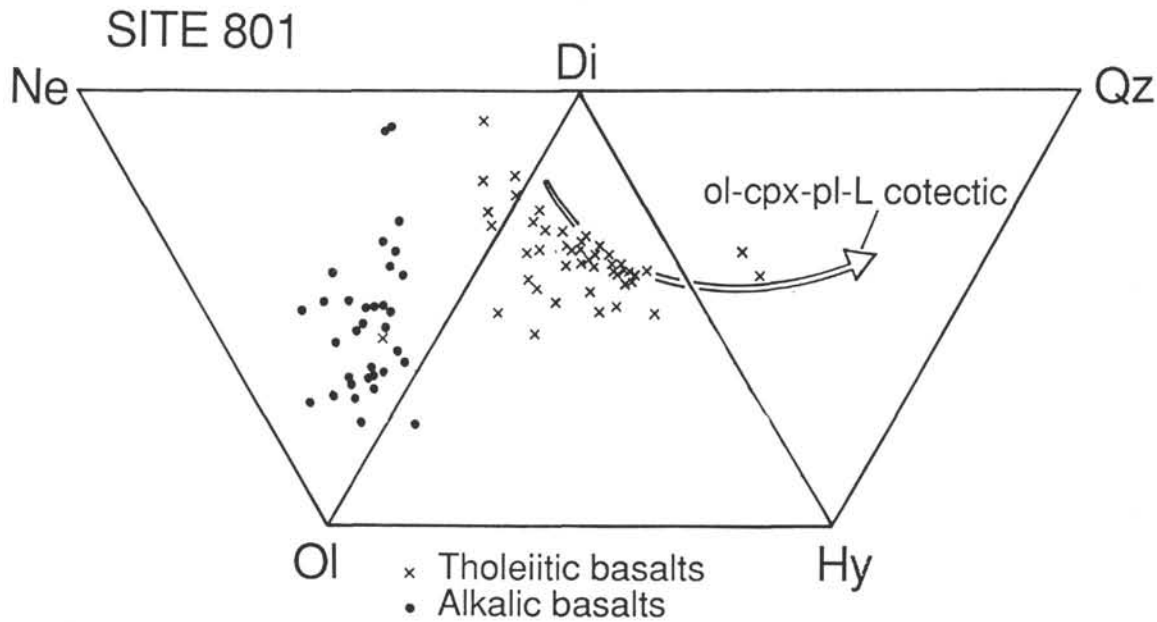 SITE 801
Ne
Di
Qz
ol-cpx-pl-L cotectic
Ol
Hy
× Tholeiitic basalts
• Alkalic basalts